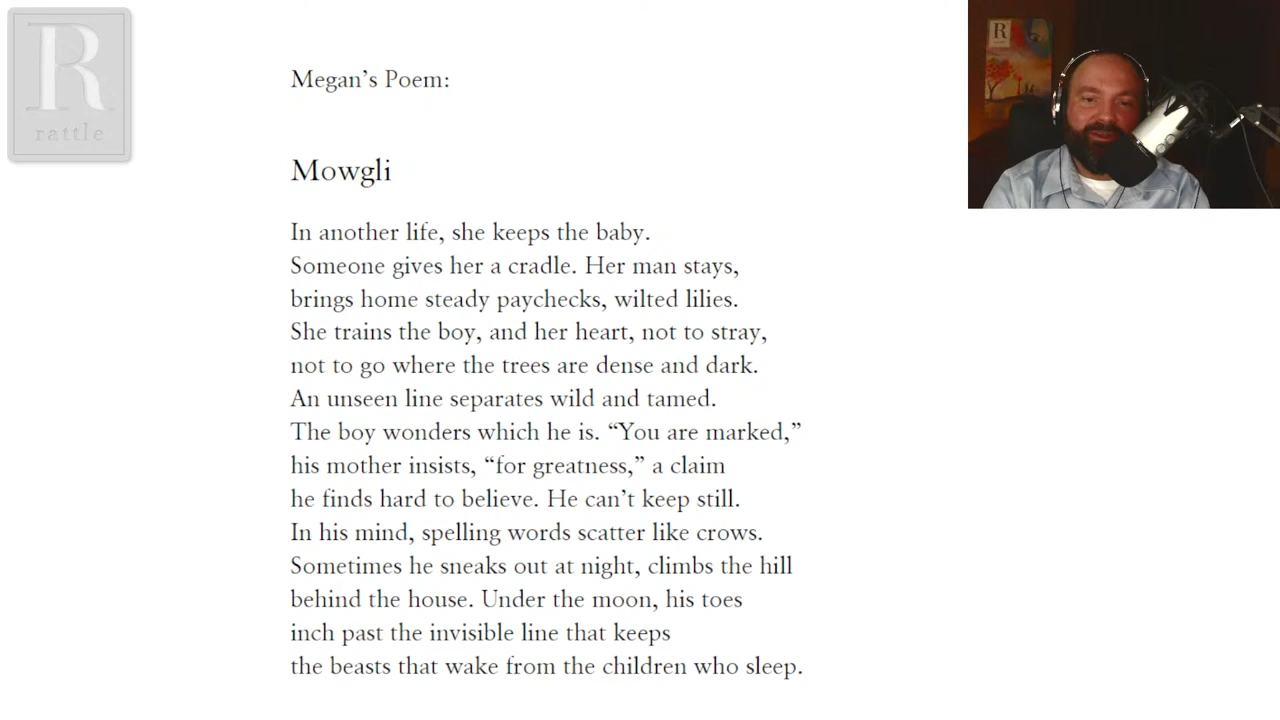 R
rattle
R
Megan's Poem:
Mowgli
In another life, she keeps the baby.
Someone gives her a cradle. Her man stays,
brings home steady paychecks, wilted lilies.
She trains the boy, and her heart, not to stray,
not to go where the trees are dense and dark.
An unseen line separates wild and tamed.
The boy wonders which he is. “You are marked,”
his mother insists, “for greatness,” a claim
he finds hard to believe. He can’t keep still.
In his mind, spelling words scatter like crows.
Sometimes he sneaks out at night, climbs the hill
behind the house. Under the moon, his toes
inch past the invisible line that keeps
the beasts that wake from the children who sleep.